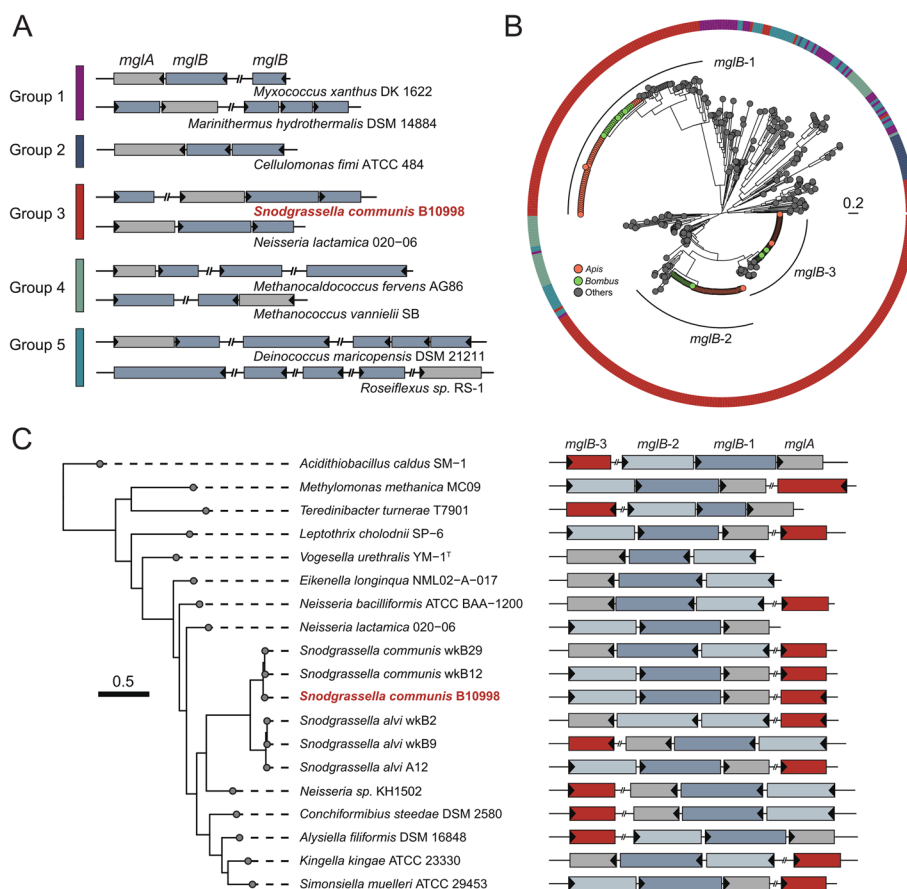 A
mglA mglB mglB
Group 1
Myxococcus xanthus DK 1622
Marinithermus hydrothermalis DSM 14884
Group 2
Cellulomonas fimi ATCC 484
Group 3
Snodgrassella communis B10998
Neisseria lactamica 020−06
Group 4
Methanocaldococcus fervens AG86
Methanococcus vannielii SB
Group 5
Deinococcus maricopensis DSM 21211
Roseiflexus sp. RS-1
B
mglB-1
0.2
Apis
Bombus
Others
mglB-3
mglB-2
C
mglB-3 mglB-2 mglB-1 mglA
Acidithiobacillus caldus SM−1
Methylomonas methanica MC09
Teredinibacter turnerae T7901
Leptothrix cholodnii SP−6
Vogesella urethralis YM−1ᵀ
Eikenella longinqua NML02−A−017
Neisseria bacilliformis ATCC BAA−1200
Neisseria lactamica 020−06
Snodgrassella communis wkB29
Snodgrassella communis wkB12
Snodgrassella communis B10998
Snodgrassella alvi wkB2
Snodgrassella alvi wkB9
Snodgrassella alvi A12
Neisseria sp. KH1502
Conchiformibius steedae DSM 2580
Alysiella filiformis DSM 16848
Kingella kingae ATCC 23330
Simonsiella muelleri ATCC 29453
0.5